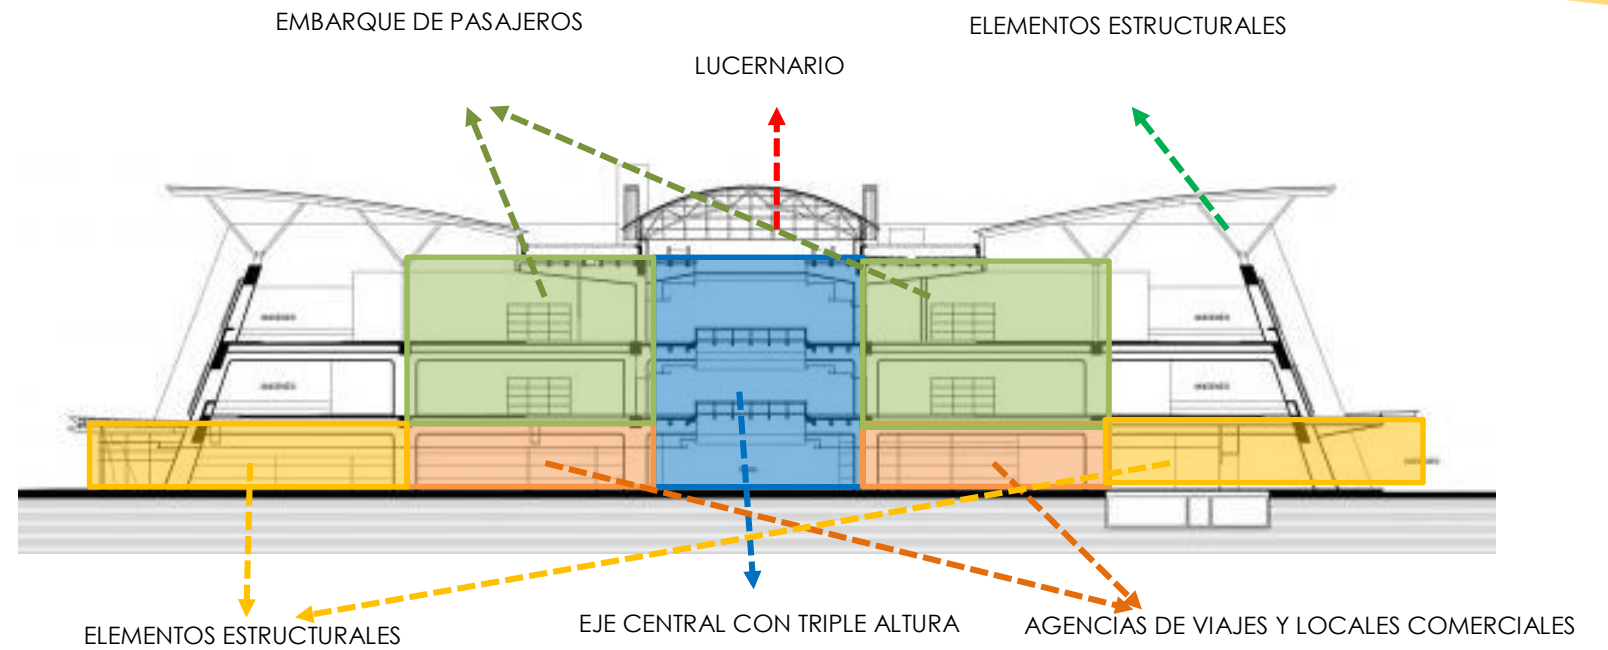 EMBARQUE DE PASAJEROS
ELEMENTOS ESTRUCTURALES
LUCERNARIO
ELEMENTOS ESTRUCTURALES
EJE CENTRAL CON TRIPLE ALTURA
AGENCIAS DE VIAJES Y LOCALES COMERCIALES